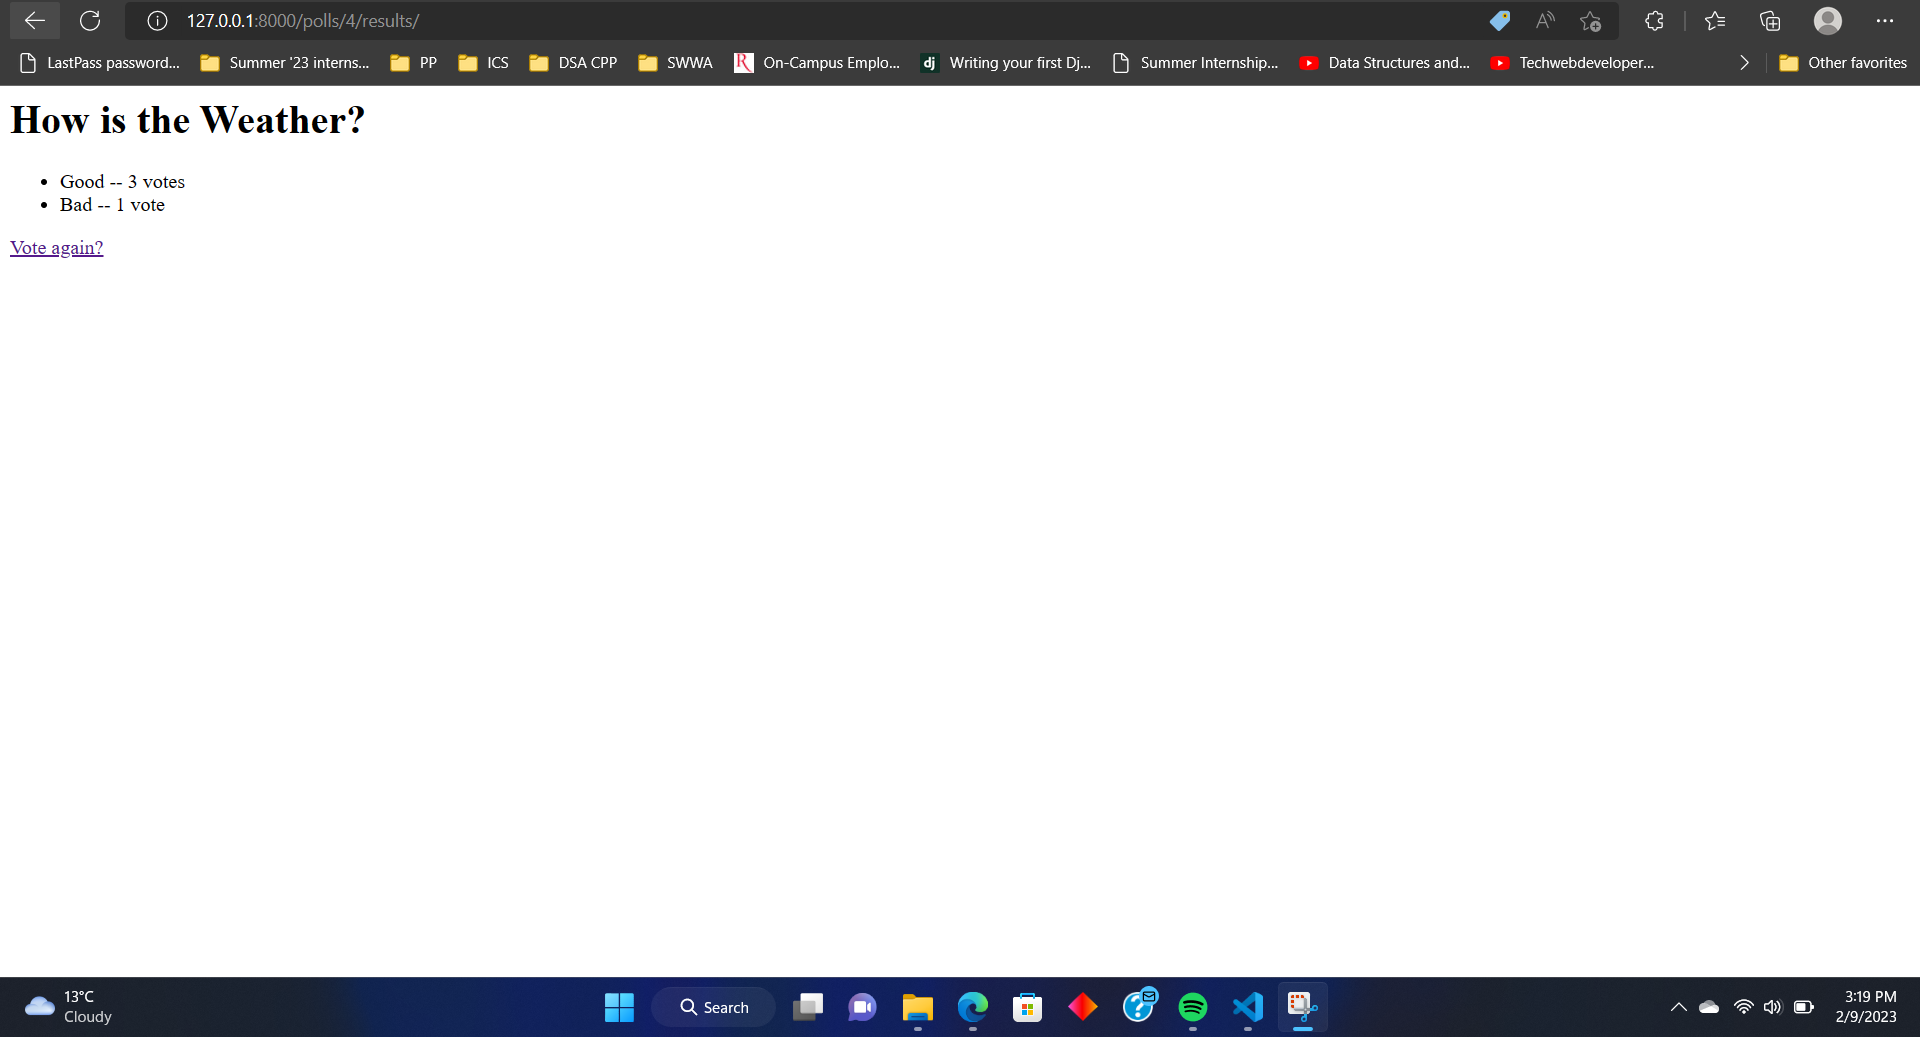 127.0.0.1:8000/polls/4/results/
LastPass password... Summer '23 interns... PP ICS DSA CPP SWWA On-Campus Emplo... dj Writing your first Dj... Summer Internship... Data Structures and... Techwebdeveloper... Other favorites
How is the Weather?
Good -- 3 votes
Bad -- 1 vote
Vote again?
13°C
Cloudy
Search
3:19 PM
2/9/2023